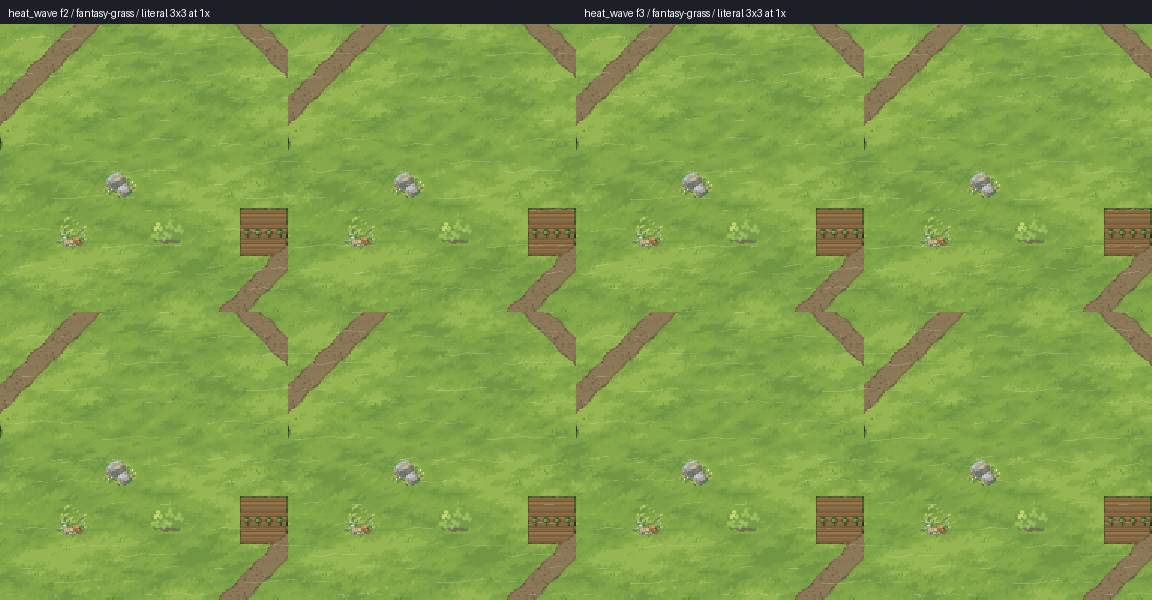 heat_wave f2 / fantasy-grass / literal 3x3 at 1x
heat_wave f3 / fantasy-grass / literal 3x3 at 1x